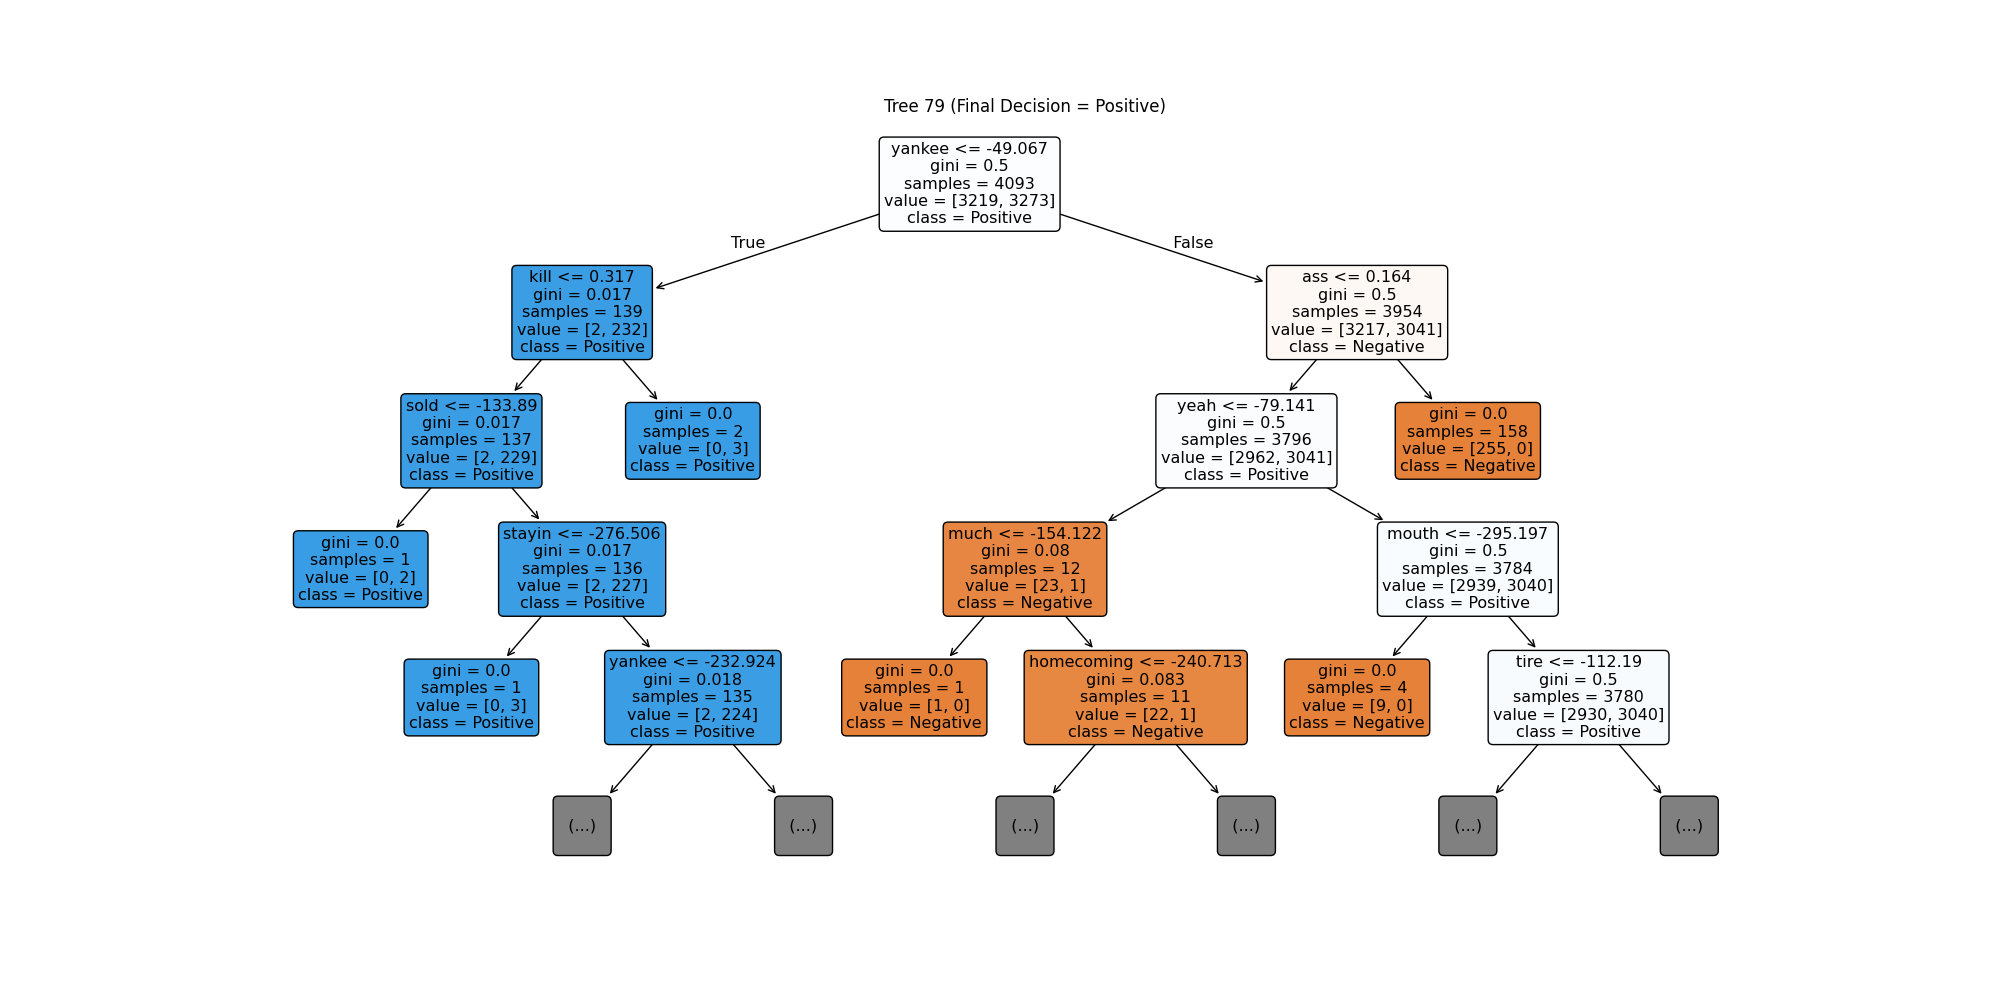 Tree 79 (Final Decision = Positive)
yankee <= -49.067
gini = 0.5
samples = 4093
value = [3219, 3273]
class = Positive
True
False
kill <= 0.317
gini = 0.017
samples = 139
value = [2, 232]
class = Positive
ass <= 0.164
gini = 0.5
samples = 3954
value = [3217, 3041]
class = Negative
sold <= -133.89
gini = 0.017
samples = 137
value = [2, 229]
class = Positive
gini = 0.0
samples = 2
value = [0, 3]
class = Positive
yeah <= -79.141
gini = 0.5
samples = 3796
value = [2962, 3041]
class = Positive
gini = 0.0
samples = 158
value = [255, 0]
class = Negative
gini = 0.0
samples = 1
value = [0, 2]
class = Positive
stayin <= -276.506
gini = 0.017
samples = 136
value = [2, 227]
class = Positive
much <= -154.122
gini = 0.08
samples = 12
value = [23, 1]
class = Negative
mouth <= -295.197
gini = 0.5
samples = 3784
value = [2939, 3040]
class = Positive
gini = 0.0
samples = 1
value = [0, 3]
class = Positive
yankee <= -232.924
gini = 0.018
samples = 135
value = [2, 224]
class = Positive
gini = 0.0
samples = 1
value = [1, 0]
class = Negative
homecoming <= -240.713
gini = 0.083
samples = 11
value = [22, 1]
class = Negative
gini = 0.0
samples = 4
value = [9, 0]
class = Negative
tire <= -112.19
gini = 0.5
samples = 3780
value = [2930, 3040]
class = Positive
(...)
(...)
(...)
(...)
(...)
(...)